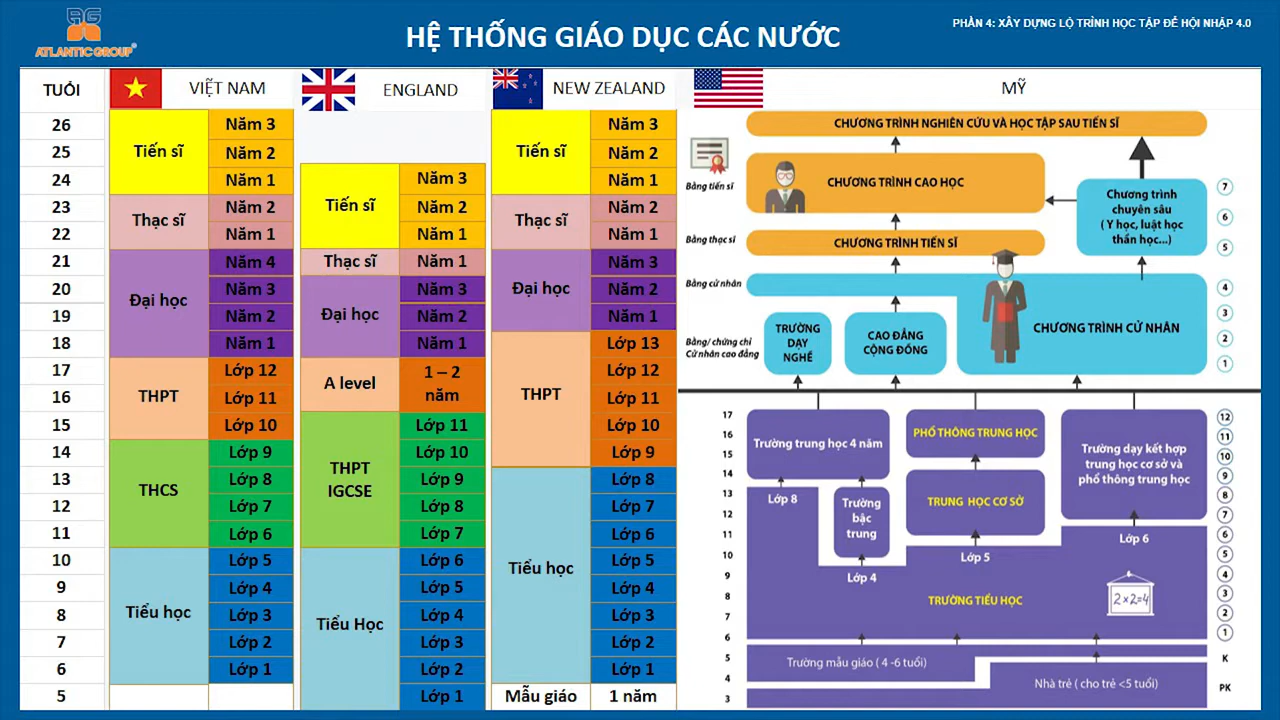 AG
ATLANTIC GROUP®
HỆ THỐNG GIÁO DỤC CÁC NƯỚC
PHẦN 4: XÂY DỰNG LỘ TRÌNH HỌC TẬP ĐỂ HỘI NHẬP 4.0
TUỔI
VIỆT NAM
ENGLAND
NEW ZEALAND
MỸ
26
25
24
23
22
21
20
19
18
17
16
15
14
13
12
11
10
9
8
7
6
5
Tiến sĩ
Năm 3
Năm 2
Năm 1
Thạc sĩ
Năm 2
Năm 1
Đại học
Năm 4
Năm 3
Năm 2
Năm 1
THPT
Lớp 12
Lớp 11
Lớp 10
THCS
Lớp 9
Lớp 8
Lớp 7
Lớp 6
Tiểu học
Lớp 5
Lớp 4
Lớp 3
Lớp 2
Lớp 1
Tiến sĩ
Năm 3
Năm 2
Năm 1
Thạc sĩ
Năm 1
Đại học
Năm 3
Năm 2
Năm 1
A level
1 – 2
năm
THPT
IGCSE
Lớp 11
Lớp 10
Lớp 9
Lớp 8
Lớp 7
Tiểu Học
Lớp 6
Lớp 5
Lớp 4
Lớp 3
Lớp 2
Lớp 1
Tiến sĩ
Năm 3
Năm 2
Năm 1
Thạc sĩ
Năm 2
Năm 1
Đại học
Năm 3
Năm 2
Năm 1
THPT
Lớp 13
Lớp 12
Lớp 11
Lớp 10
Lớp 9
Tiểu học
Lớp 8
Lớp 7
Lớp 6
Lớp 5
Lớp 4
Lớp 3
Lớp 2
Lớp 1
Mẫu giáo
1 năm
CHƯƠNG TRÌNH NGHIÊN CỨU VÀ HỌC TẬP SAU TIẾN SĨ
Bằng tiến sĩ
CHƯƠNG TRÌNH CAO HỌC
Chương trình
chuyên sâu
( Y học, luật học
thần học...)
7
6
5
Bằng thạc sĩ
CHƯƠNG TRÌNH TIẾN SĨ
Bằng cử nhân
CHƯƠNG TRÌNH CỬ NHÂN
4
3
2
1
Bằng/ chứng chỉ
Cử nhân cao đẳng
TRƯỜNG
DẠY
NGHỀ
CAO ĐẲNG
CỘNG ĐỒNG
17
16
15
14
13
12
11
10
9
8
7
6
5
4
3
Trường trung học 4 năm
PHỔ THÔNG TRUNG HỌC
Trường dạy kết hợp
trung học cơ sở và
phổ thông trung học
Lớp 8
Trường
bậc
trung
TRUNG HỌC CƠ SỞ
Lớp 4
Lớp 5
Lớp 6
TRƯỜNG TIỂU HỌC
2×2=4
Trường mẫu giáo ( 4 -6 tuổi)
Nhà trẻ ( cho trẻ <5 tuổi)
12
11
10
9
8
7
6
5
4
3
2
1
K
PK